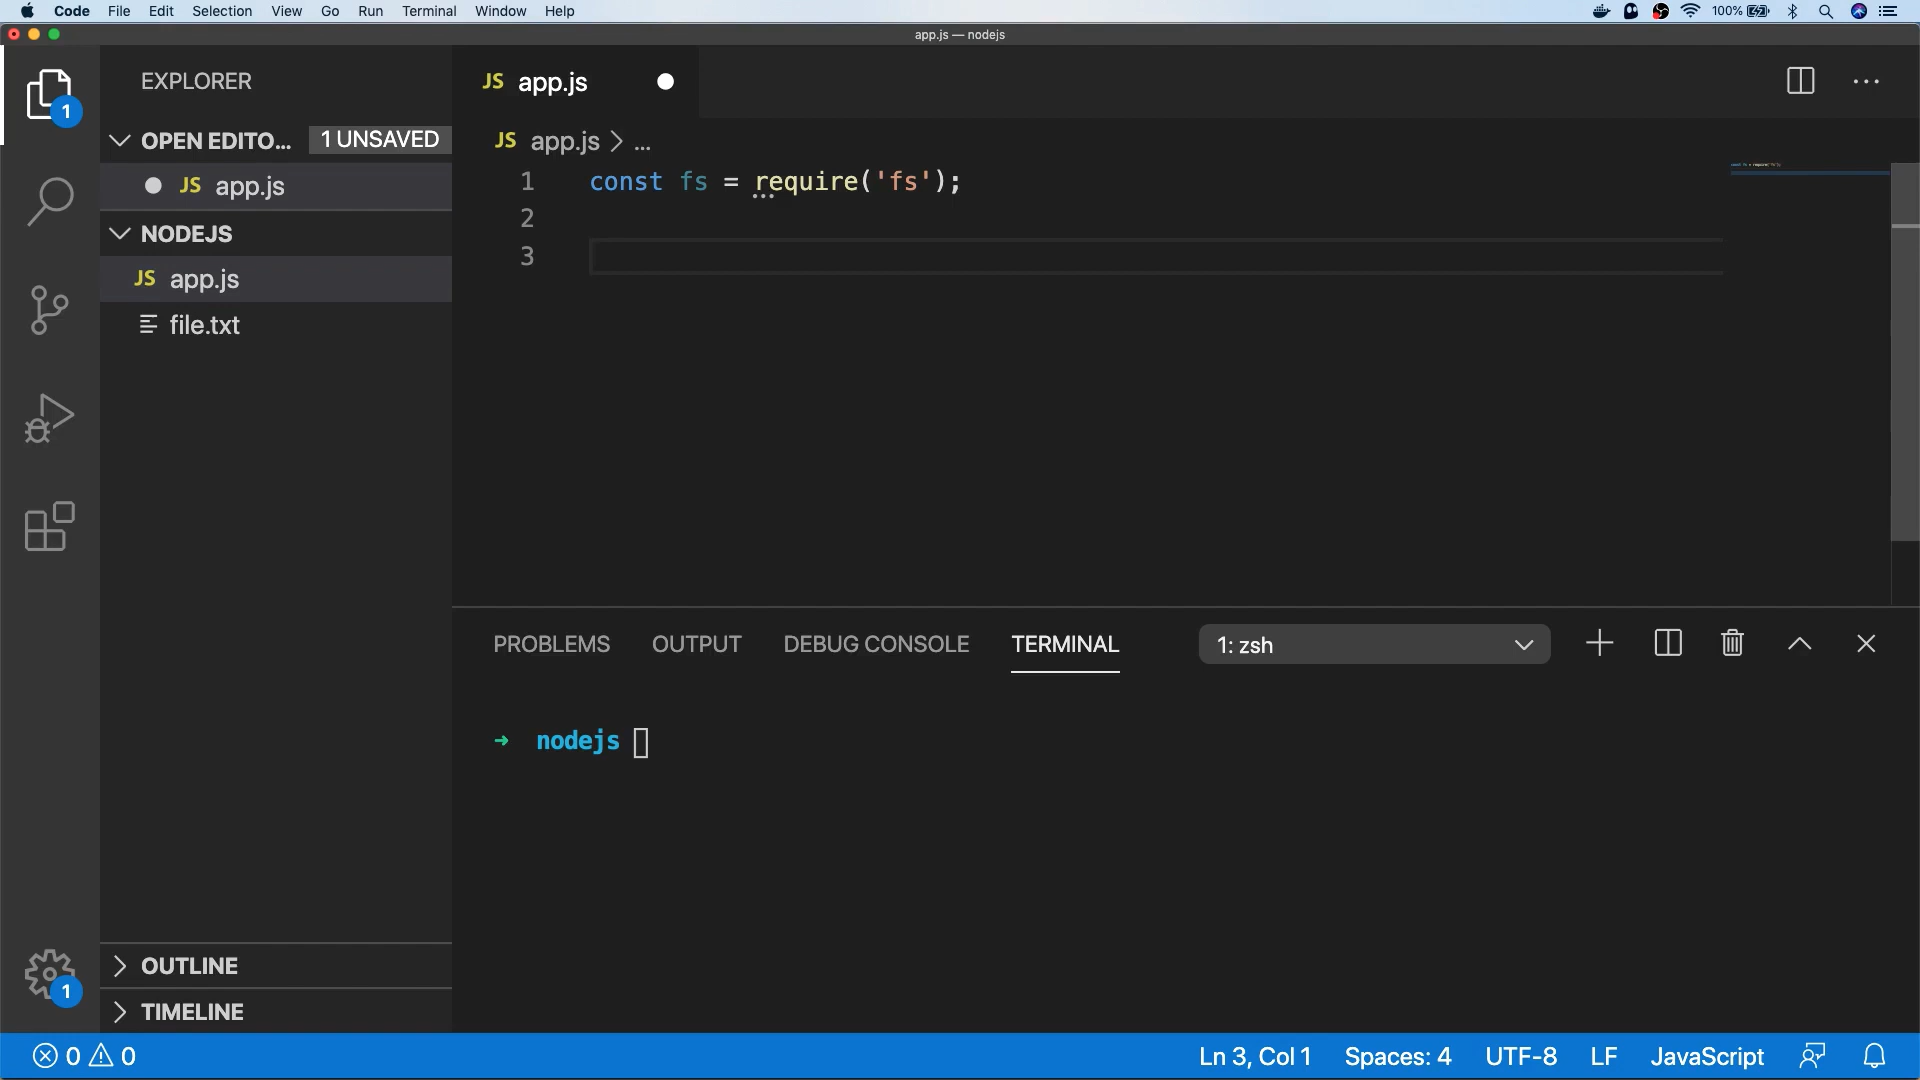 Code File Edit Selection View Go Run Terminal Window Help 100%
app.js — nodejs
EXPLORER
1
OPEN EDITO... 1 UNSAVED
JS app.js
NODEJS
JS app.js
file.txt
OUTLINE
TIMELINE
1
JS app.js
JS app.js > ...
1 const fs = require('fs');
2
3
PROBLEMS OUTPUT DEBUG CONSOLE TERMINAL 1: zsh
➜ nodejs
0 0 Ln 3, Col 1 Spaces: 4 UTF-8 LF JavaScript